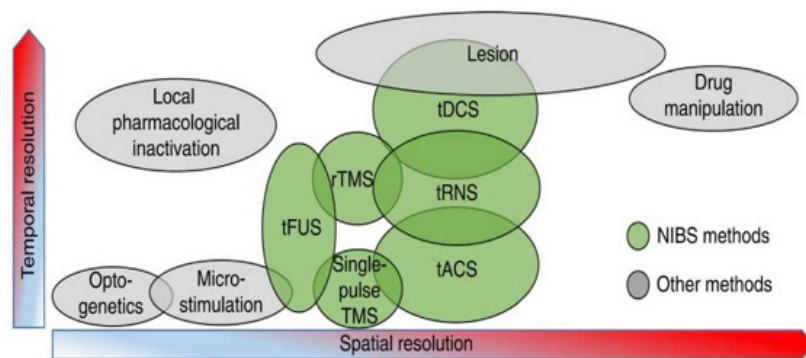 Temporal resolution
Lesion
Local
pharmacological
inactivation
Drug
manipulation
tDCS
rTMS
tRNS
tFUS
tACS
Opto-
genetics
Micro-
stimulation
Single-
pulse
TMS
NIBS methods
Other methods
Spatial resolution